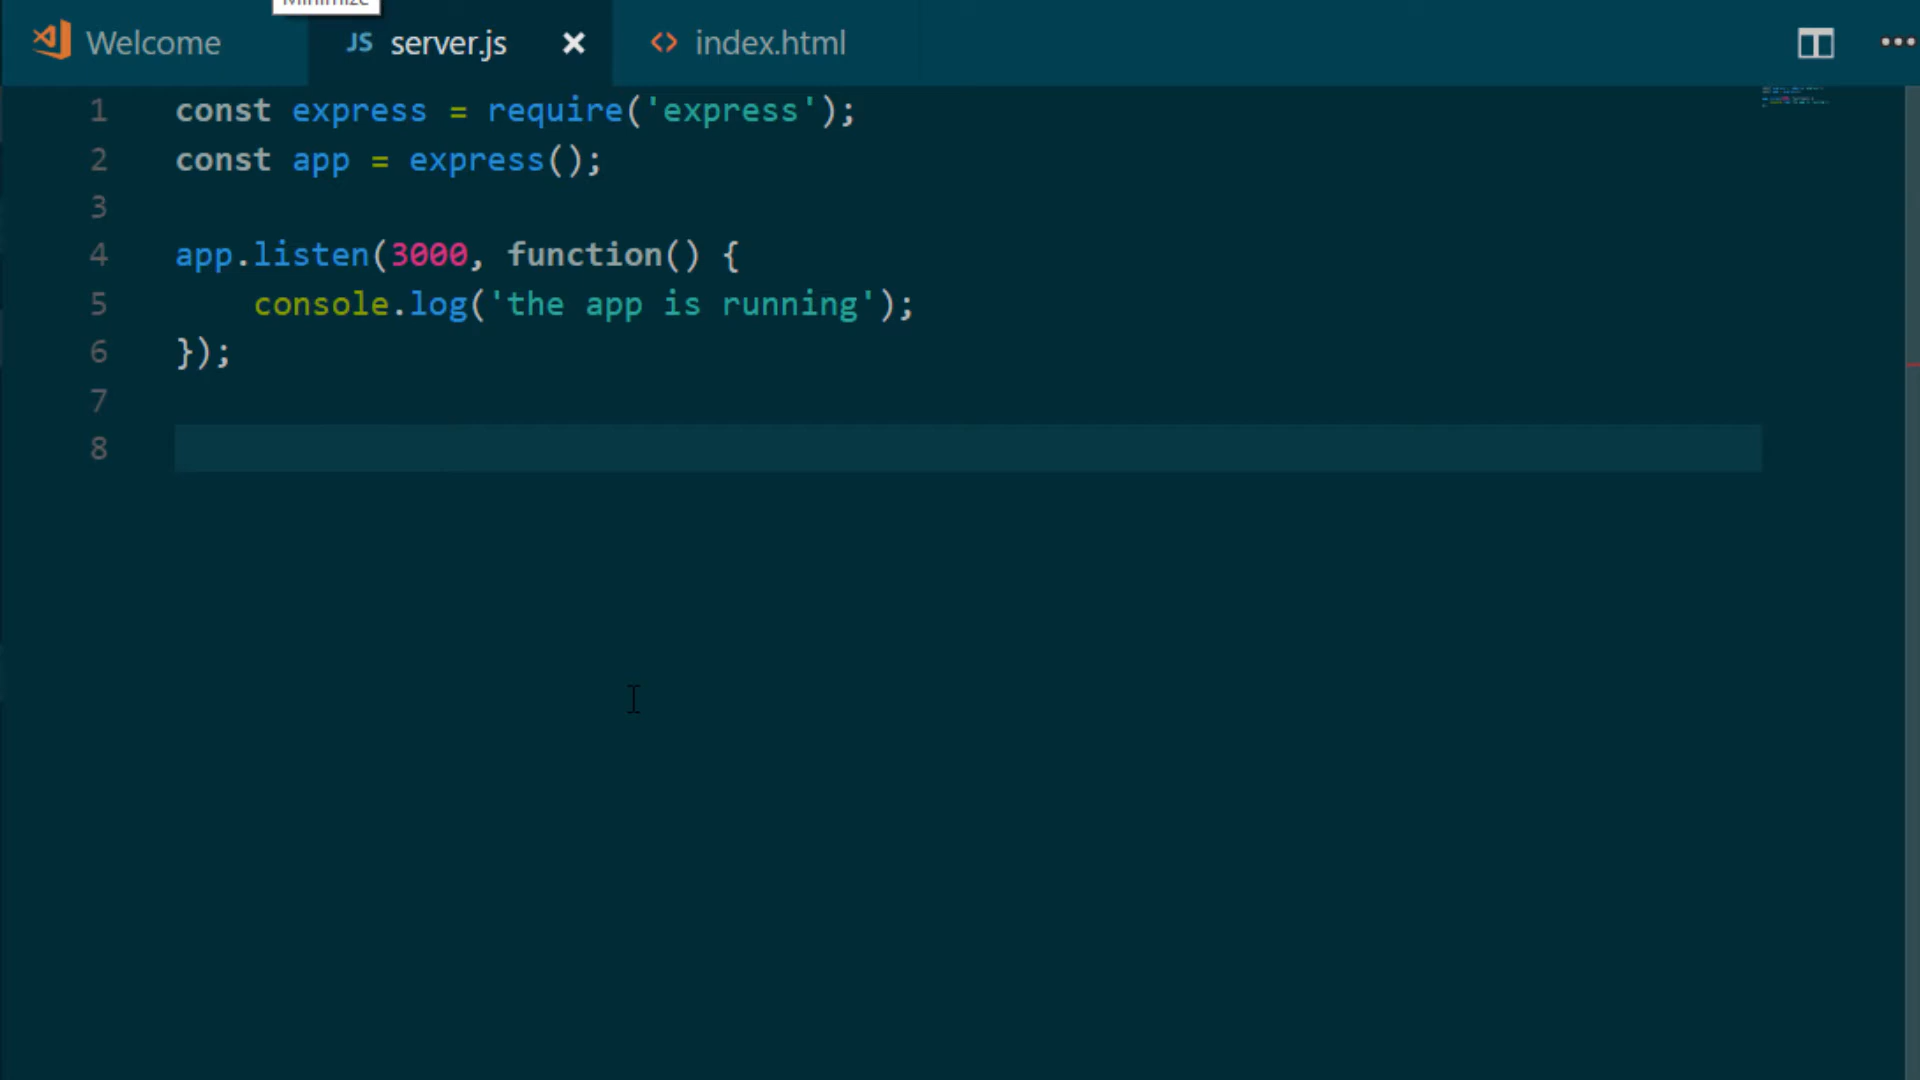 Minimize
Welcome JS server.js index.html
1 const express = require('express');
2 const app = express();
3
4 app.listen(3000, function() {
5     console.log('the app is running');
6 });
7
8